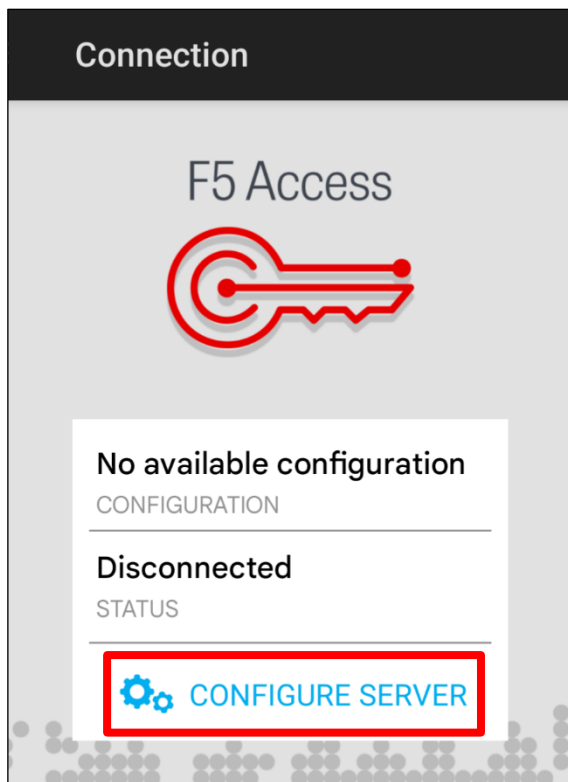 Connection
F5 Access
No available configuration
CONFIGURATION
Disconnected
STATUS
CONFIGURE SERVER